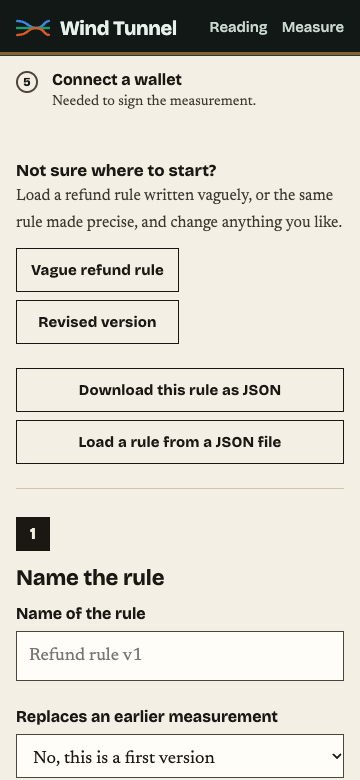 Wind Tunnel
Reading Measure
5 Connect a wallet
Needed to sign the measurement.
Not sure where to start?
Load a refund rule written vaguely, or the same
rule made precise, and change anything you like.
Vague refund rule
Revised version
Download this rule as JSON
Load a rule from a JSON file
1
Name the rule
Name of the rule
Refund rule v1
Replaces an earlier measurement
No, this is a first version